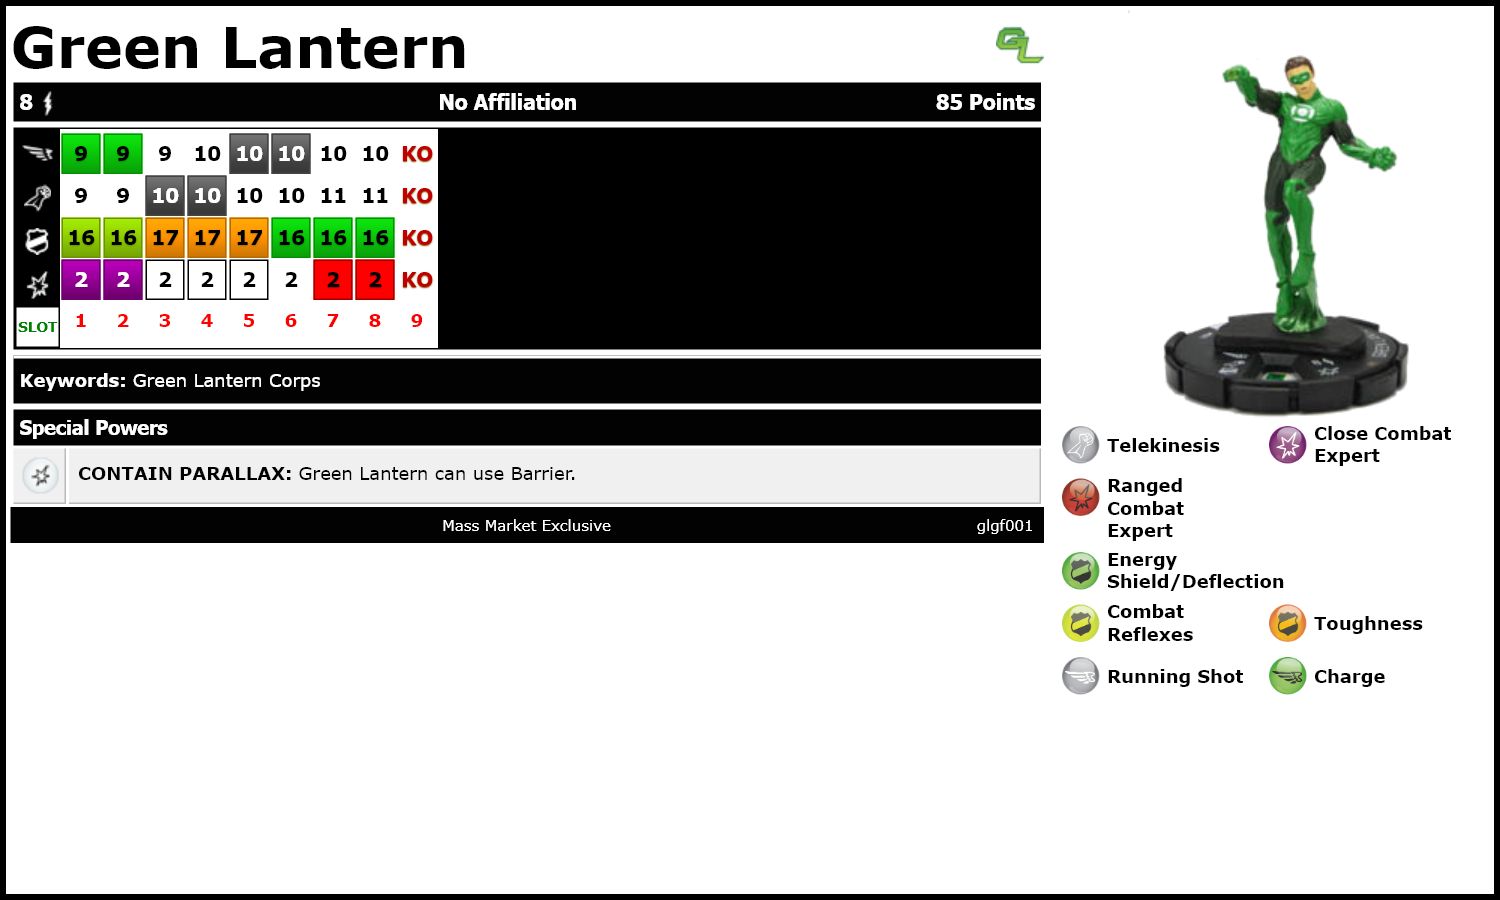 Green Lantern
GL
8 No Affiliation 85 Points
9 9 9 10 10 10 10 10 KO
9 9 10 10 10 10 11 11 KO
16 16 17 17 17 16 16 16 KO
2 2 2 2 2 2 2 2 KO
SLOT 1 2 3 4 5 6 7 8 9
Keywords: Green Lantern Corps
Special Powers
CONTAIN PARALLAX: Green Lantern can use Barrier.
Mass Market Exclusive glgf001
Telekinesis
Close Combat
Expert
Ranged
Combat
Expert
Energy
Shield/Deflection
Combat
Reflexes
Toughness
Running Shot
Charge